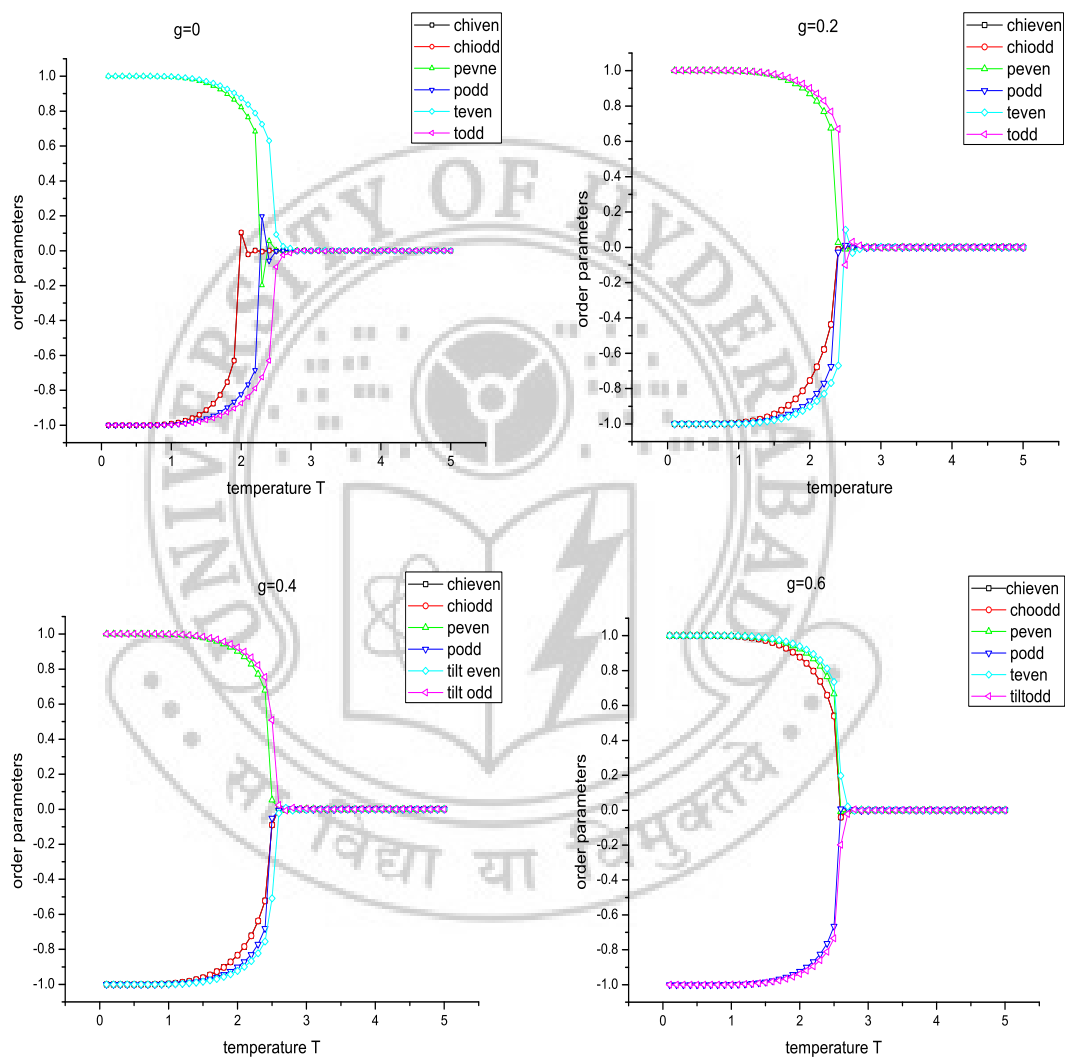 g=0
chiven
chiodd
pevne
podd
teven
todd
1.0
0.8
0.6
0.4
0.2
0.0
-0.2
-0.4
-0.6
-0.8
-1.0
order parameters
0 1 2 3 4 5
temperature T
g=0.2
chieven
chiodd
peven
podd
teven
todd
1.0
0.8
0.6
0.4
0.2
0.0
-0.2
-0.4
-0.6
-0.8
-1.0
order parameters
0 1 2 3 4 5
temperature
g=0.4
chieven
chiodd
peven
podd
tilt even
tilt odd
1.0
0.8
0.6
0.4
0.2
0.0
-0.2
-0.4
-0.6
-0.8
-1.0
order parameters
0 1 2 3 4 5
temperature T
g=0.6
chieven
choodd
peven
podd
teven
tiltodd
1.0
0.8
0.6
0.4
0.2
0.0
-0.2
-0.4
-0.6
-0.8
-1.0
order parameters
0 1 2 3 4 5
temperature T
UNIVERSITY OF HYDERABAD
सा विद्या या विमुक्तये